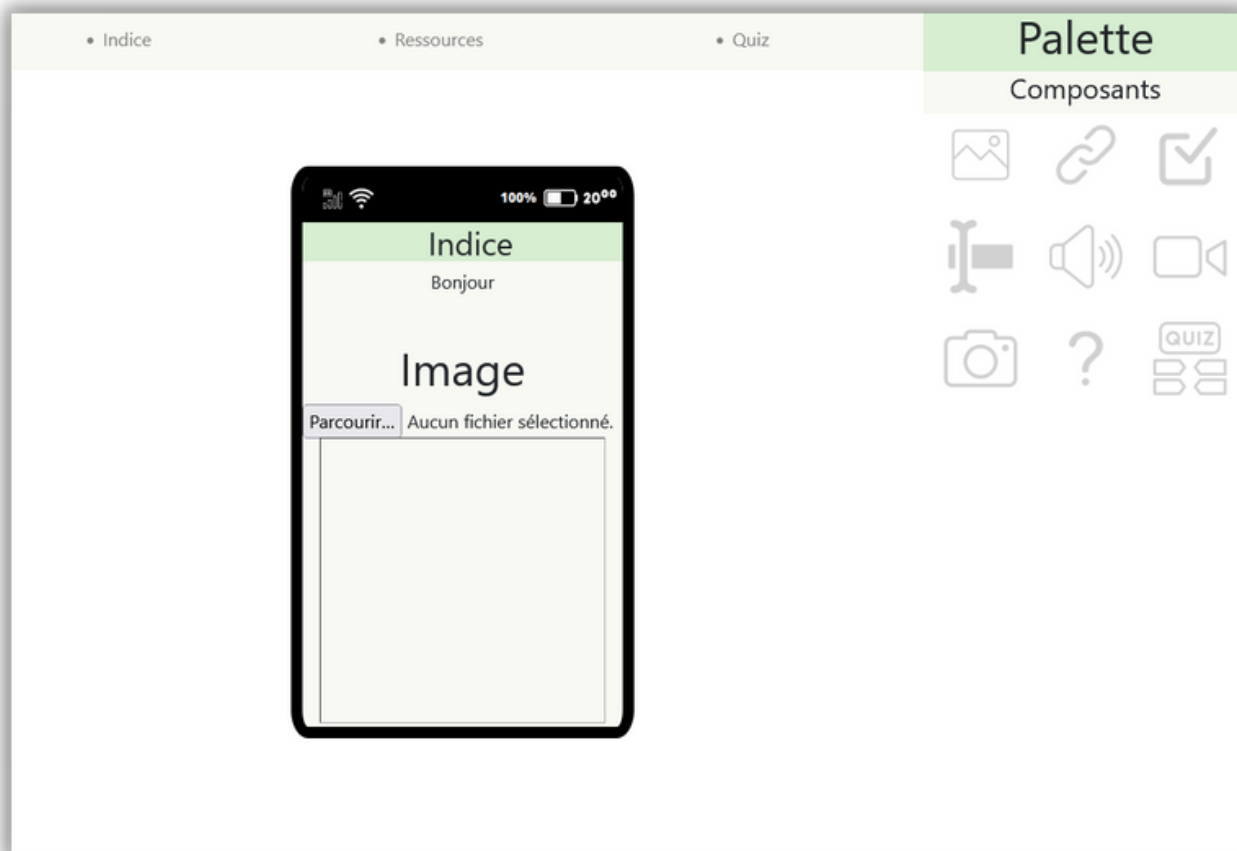 • Indice • Ressources • Quiz
Palette
Composants
100% 20⁰⁰
Indice
Bonjour
Image
Parcourir... Aucun fichier sélectionné.
QUIZ
?